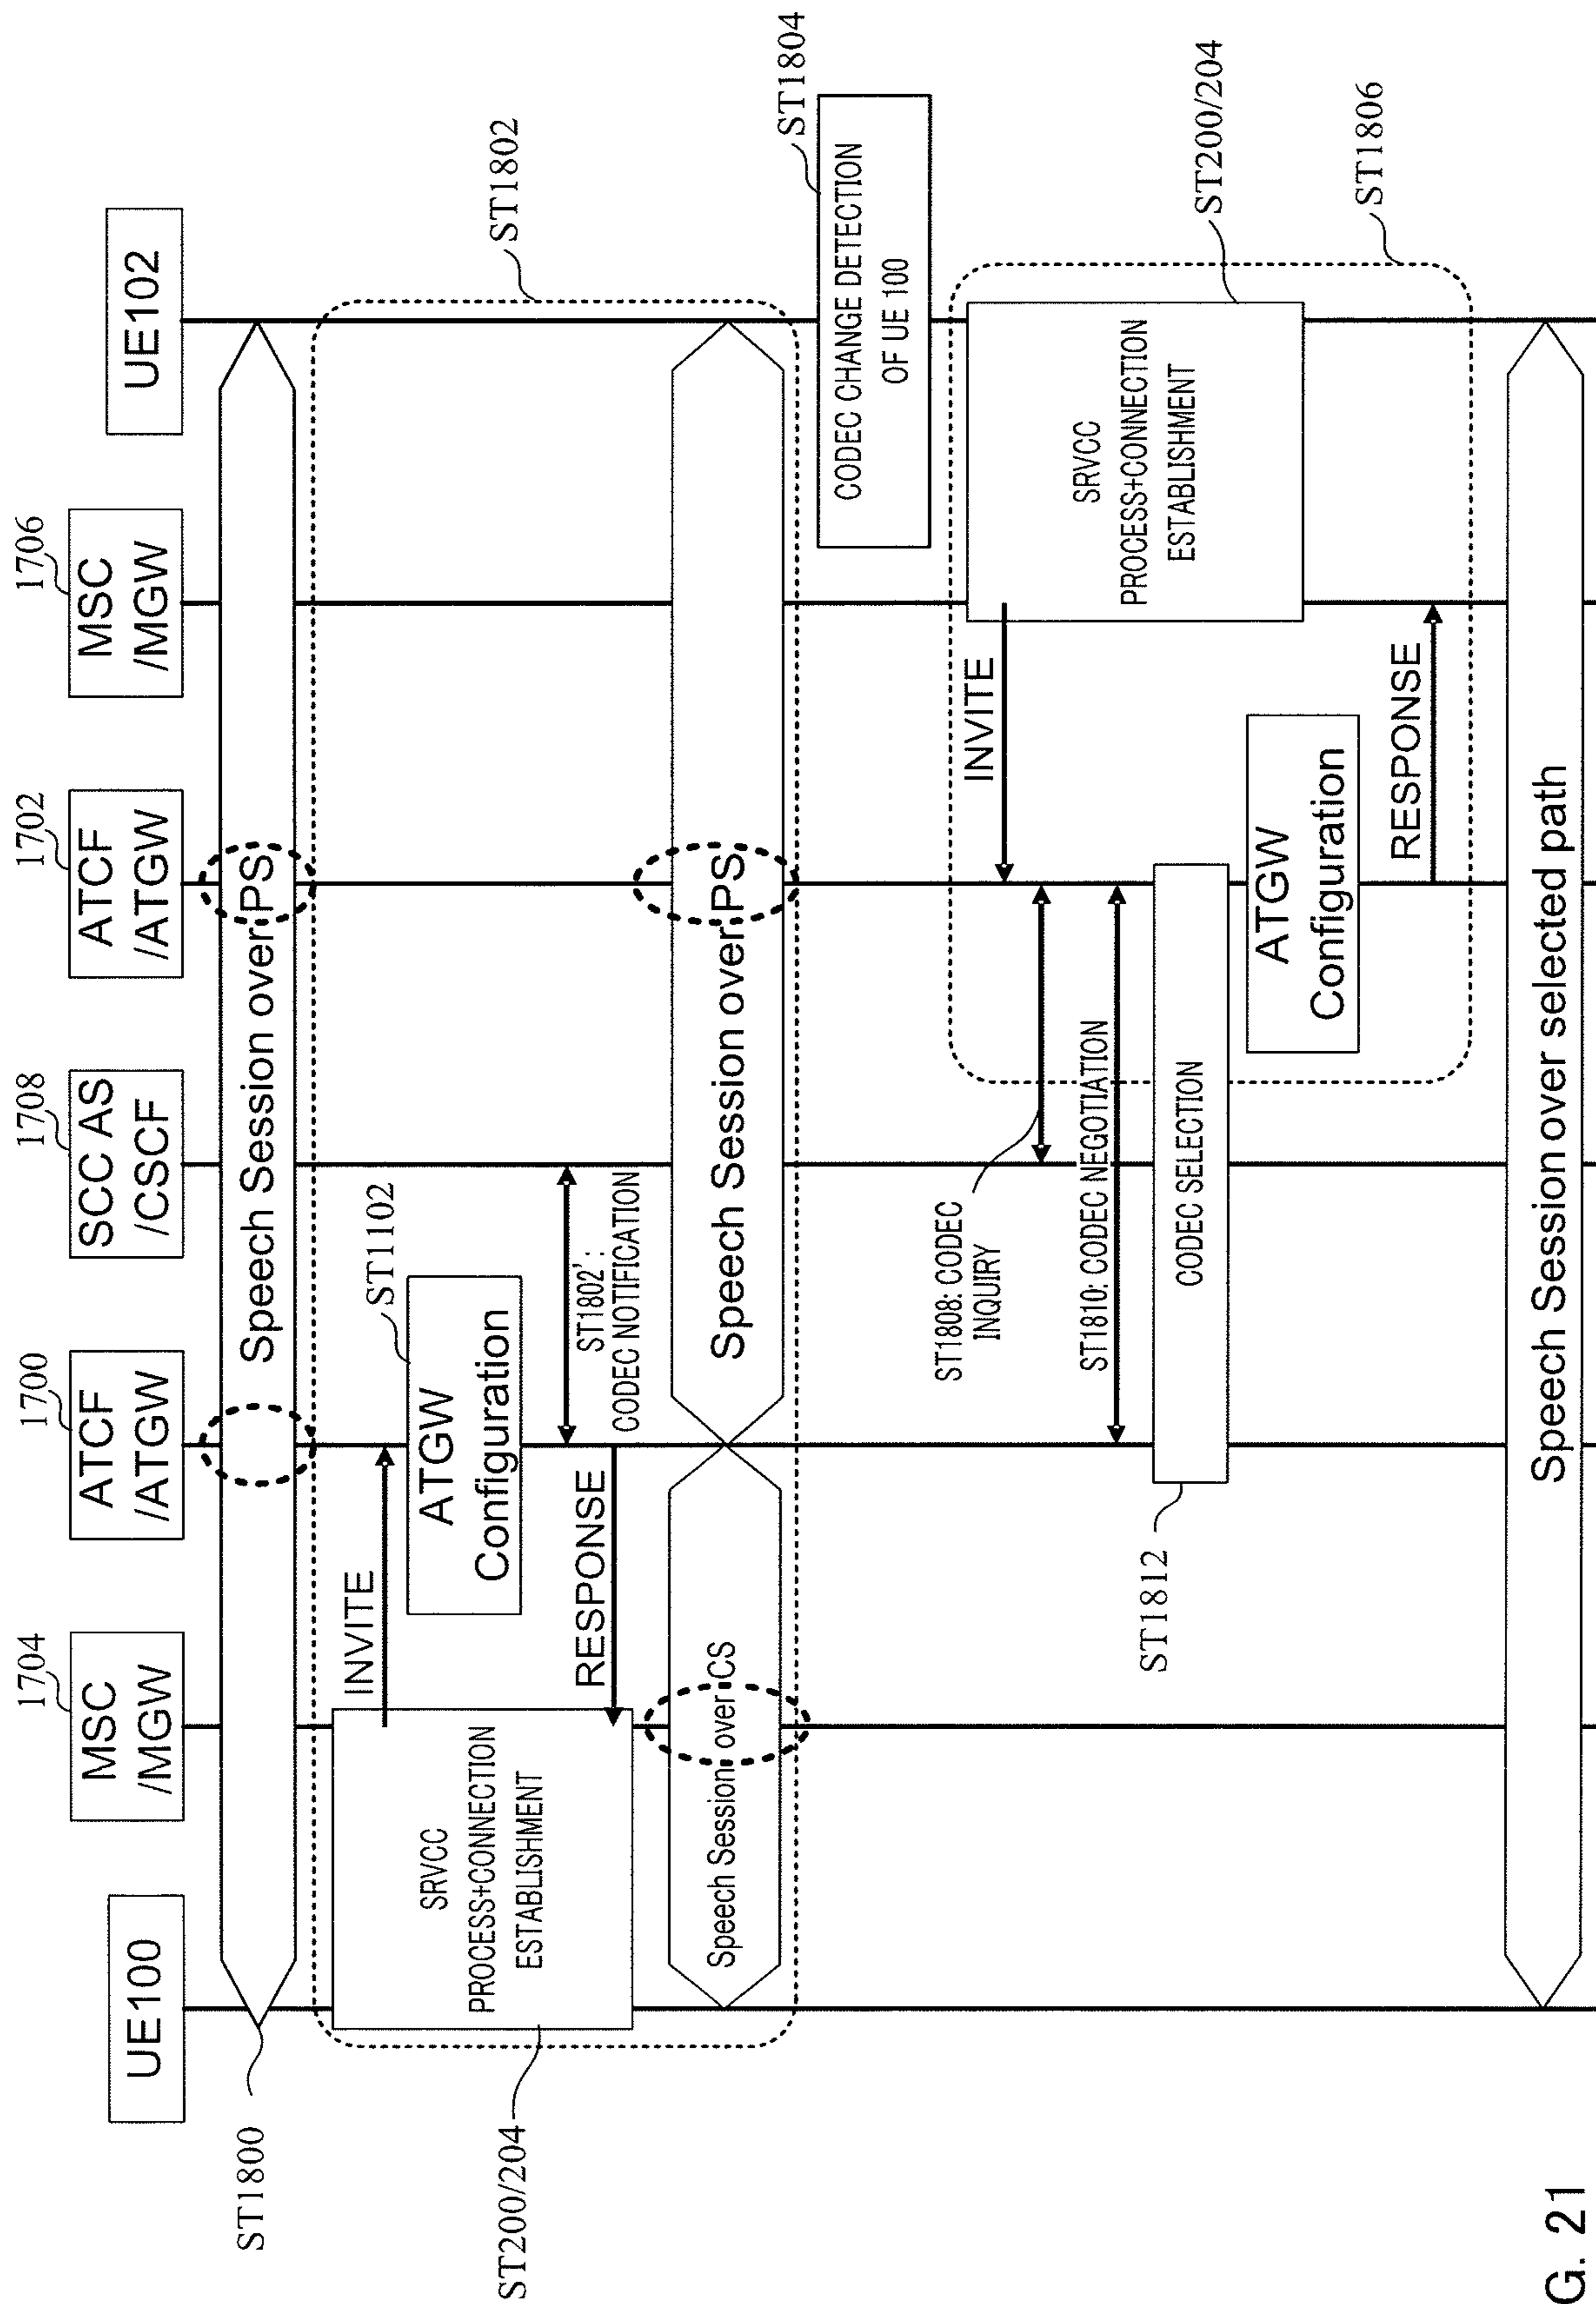 UE100
1704
MSC
/MGW
1700
ATCF
/ATGW
1708
SCC AS
/CSCF
1702
ATCF
/ATGW
1706
MSC
/MGW
UE102
ST1800
Speech Session over PS
ST1802
ST200/204
SRVCC
PROCESS+CONNECTION
ESTABLISHMENT
INVITE
ST1102
ATGW
Configuration
ST1802' :
CODEC NOTIFICATION
RESPONSE
Speech Session over CS
Speech Session over PS
ST1804
CODEC CHANGE DETECTION
OF UE 100
INVITE
SRVCC
PROCESS+CONNECTION
ESTABLISHMENT
ST200/204
ST1808: CODEC
INQUIRY
ST1810: CODEC NEGOTIATION
ST1812
CODEC SELECTION
ATGW
Configuration
ST1806
RESPONSE
Speech Session over selected path
G. 21